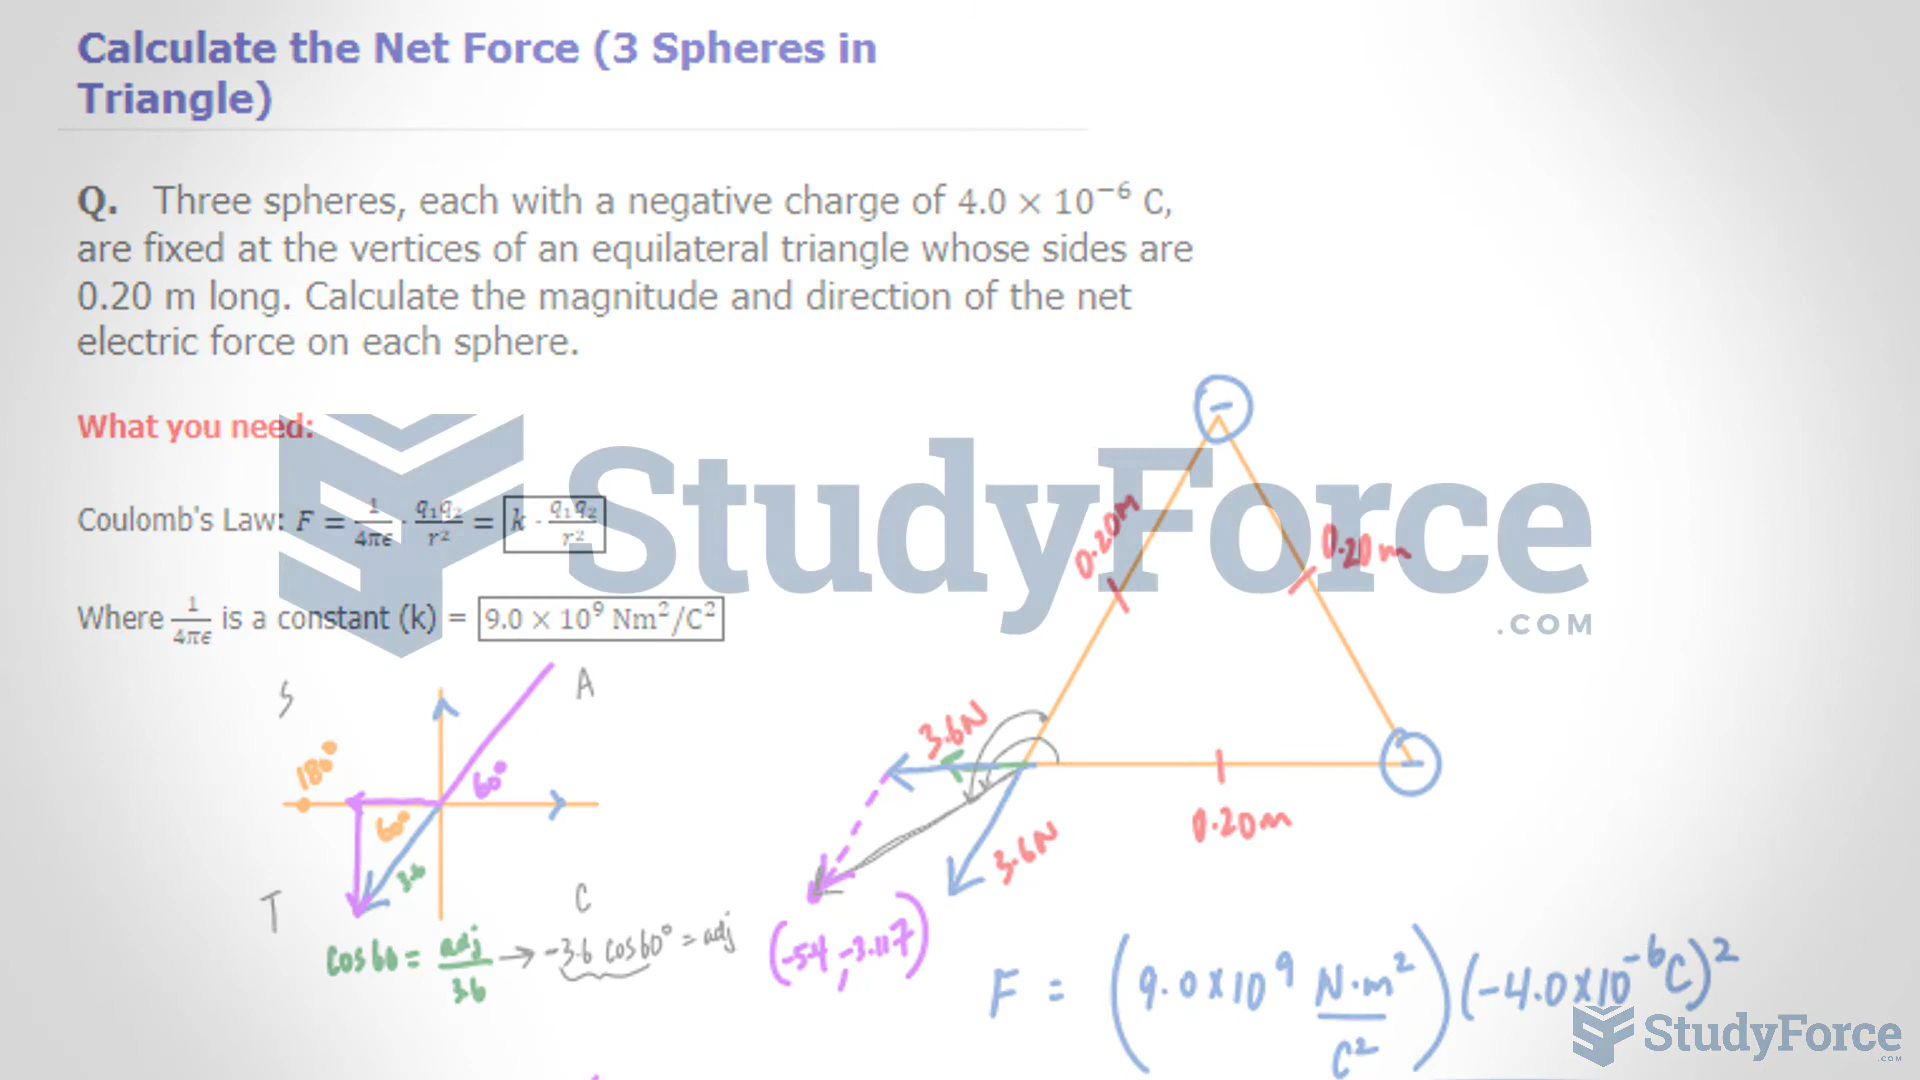 Calculate the Net Force (3 Spheres in
Triangle)
Q. Three spheres, each with a negative charge of 4.0 × 10⁻⁶ C,
are fixed at the vertices of an equilateral triangle whose sides are
0.20 m long. Calculate the magnitude and direction of the net
electric force on each sphere.
What you need:
StudyForce
.COM
Coulomb's Law: F = 1/4πϵ · q₁q₂/r² = k · q₁q₂/r²
Where 1/4πϵ is a constant (k) = 9.0 × 10⁹ Nm²/C²
−
0.20m
0.20m
S
A
180°
60°
60°
3.6
T
C
3.6N
−
0.20m
3.6N
cos60 = adj/3.6 → -3.6 cos60° = adj
(-5.4, -3.117)
F = (9.0×10⁹ N·m²/C²)(-4.0×10⁻⁶C)²
StudyForce
.COM